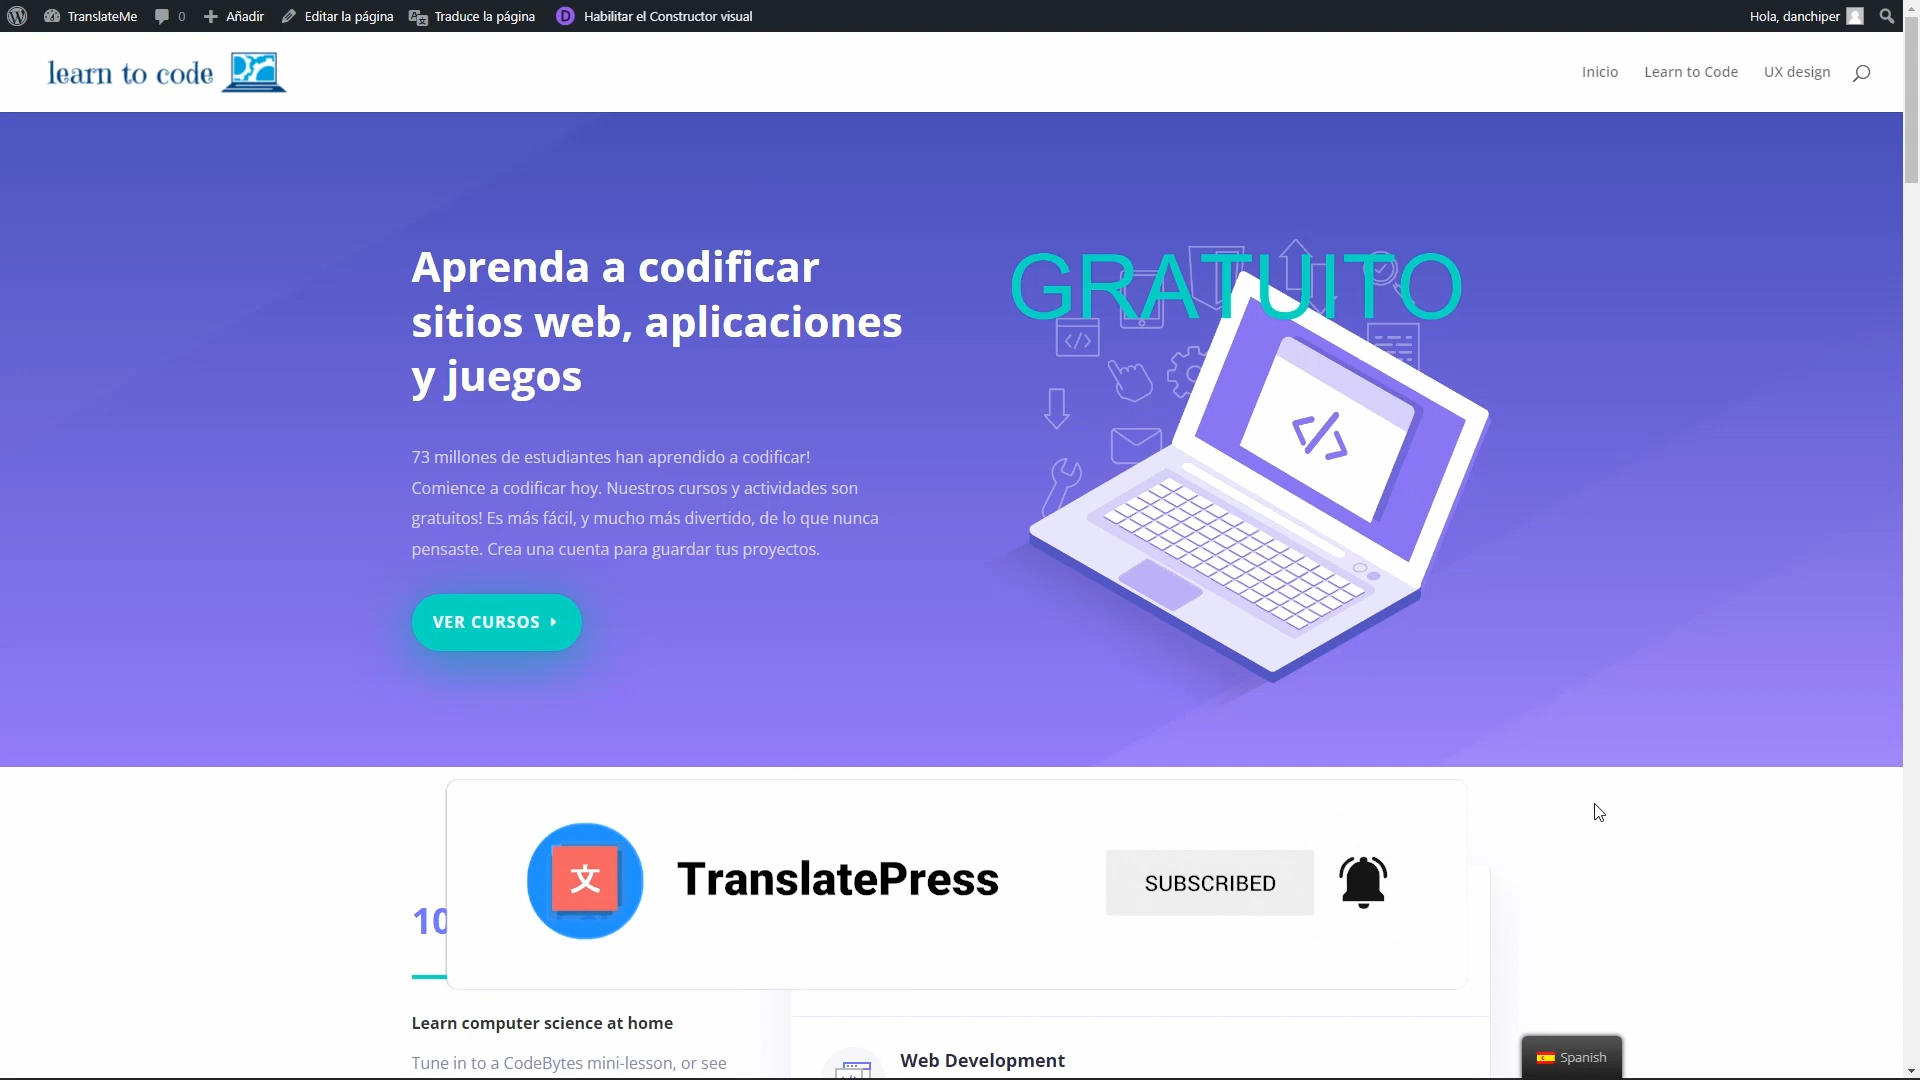 TranslateMe
0
Añadir
Editar la página
Traduce la página
D
Habilitar el Constructor visual
Hola, danchiper
learn to code
Inicio
Learn to Code
UX design
Aprenda a codificar
sitios web, aplicaciones
y juegos
73 millones de estudiantes han aprendido a codificar!
Comience a codificar hoy. Nuestros cursos y actividades son
gratuitos! Es más fácil, y mucho más divertido, de lo que nunca
pensaste. Crea una cuenta para guardar tus proyectos.
VER CURSOS
GRATUITO
</>
</>
文
TranslatePress
SUBSCRIBED
10
Learn computer science at home
Tune in to a CodeBytes mini-lesson, or see
Web Development
Spanish